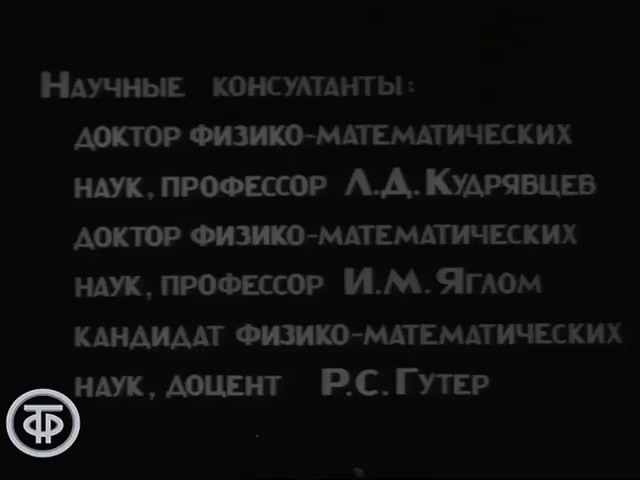 Научные консултанты:
доктор физико-математических
наук, профессор Л.Д. Кудрявцев
доктор физико-математических
наук, профессор И.М. Яглом
кандидат физико-математических
наук, доцент Р.С. Гутер